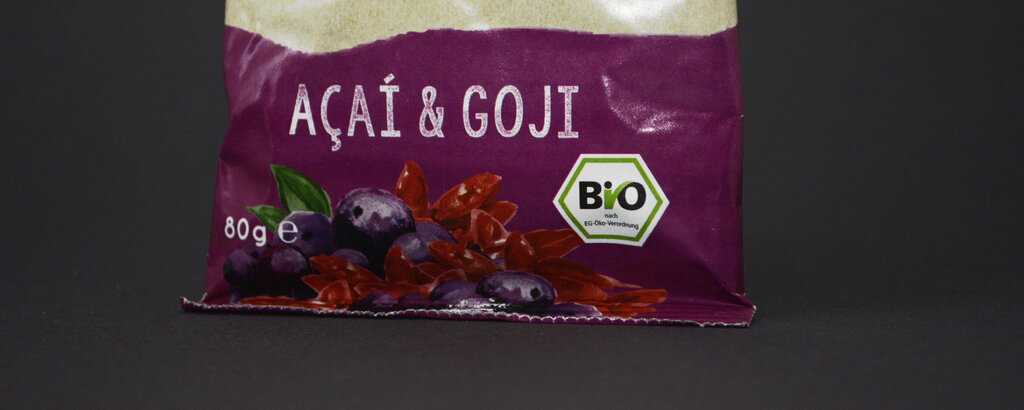 AÇAÍ & GOJI
80g ℮
BiO
nach
EG-Öko-Verordnung